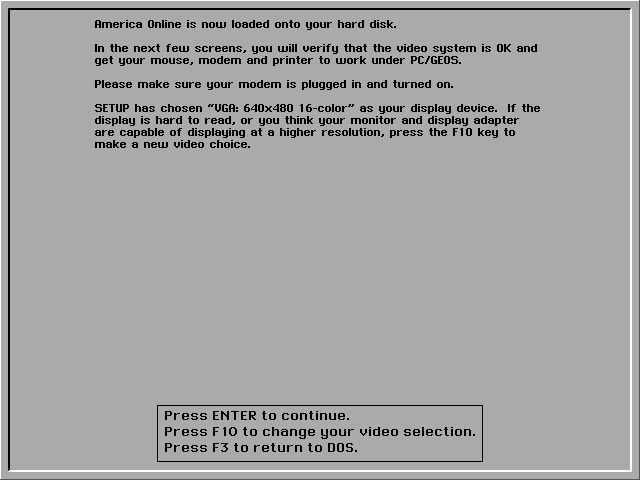 America Online is now loaded onto your hard disk.
In the next few screens, you will verify that the video system is OK and
get your mouse, modem and printer to work under PC/GEOS.
Please make sure your modem is plugged in and turned on.
SETUP has chosen "VGA: 640x480 16-color" as your display device.  If the
display is hard to read, or you think your monitor and display adapter
are capable of displaying at a higher resolution, press the F10 key to
make a new video choice.
Press ENTER to continue.
Press F10 to change your video selection.
Press F3 to return to DOS.